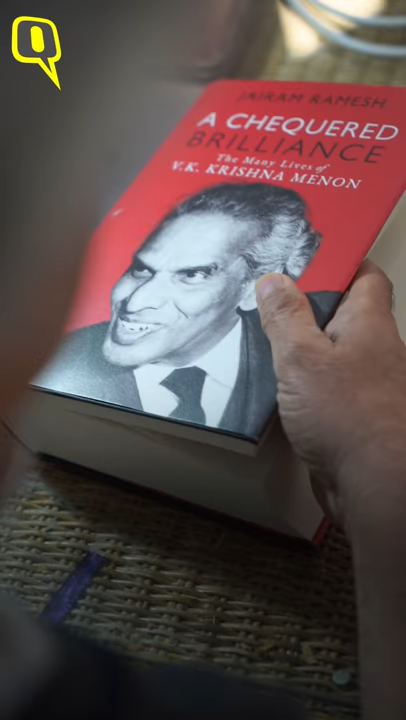 JAIRAM RAMESH
A CHEQUERED
BRILLIANCE
The Many Lives of
V.K. KRISHNA MENON